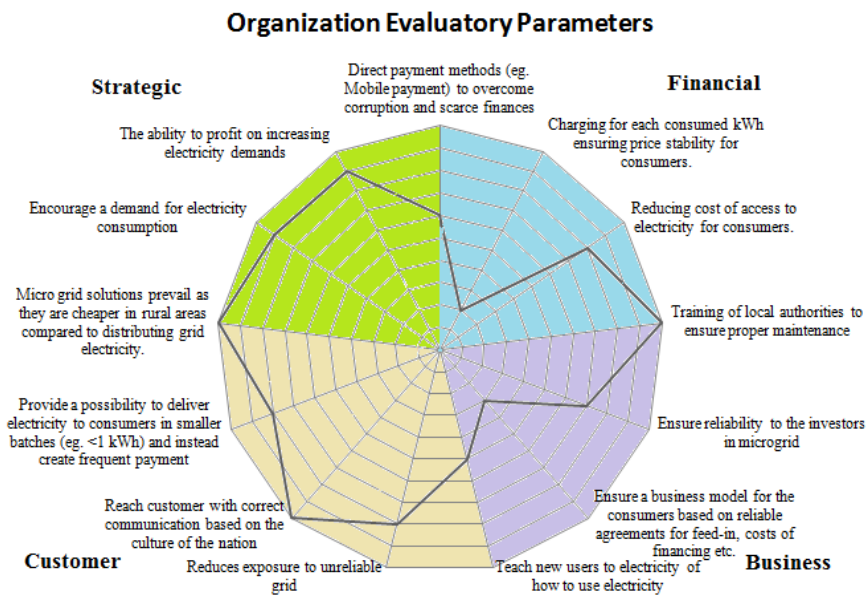 Organization Evaluatory Parameters
Strategic
Financial
Direct payment methods (eg.
Mobile payment) to overcome
corruption and scarce finances
Charging for each consumed kWh
ensuring price stability for
consumers.
Reducing cost of access to
electricity for consumers.
Training of local authorities to
ensure proper maintenance
Ensure reliability to the investors
in microgrid
Ensure a business model for the
consumers based on reliable
agreements for feed-in, costs of
financing etc.
Business
Teach new users to electricity of
how to use electricity
Reduces exposure to unreliable
grid
Customer
Reach customer with correct
communication based on the
culture of the nation
Provide a possibility to deliver
electricity to consumers in smaller
batches (eg. <1 kWh) and instead
create frequent payment
Micro grid solutions prevail as
they are cheaper in rural areas
compared to distributing grid
electricity.
Encourage a demand for electricity
consumption
The ability to profit on increasing
electricity demands